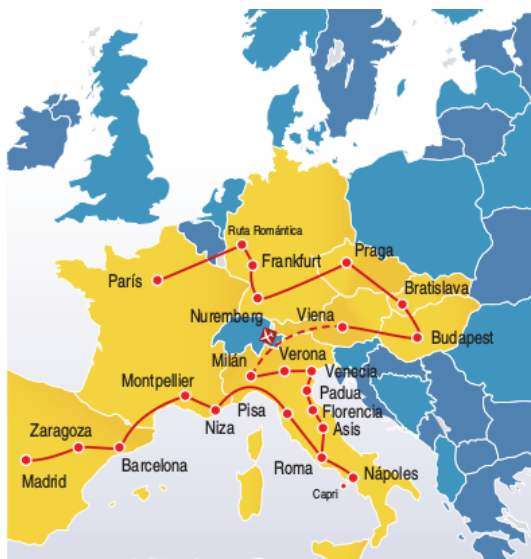 Ruta Romántica
Praga
Frankfurt
París
Bratislava
Nuremberg
Viena
Budapest
Verona
Milán
Venecia
Montpellier
Padua
Pisa
Florencia
Zaragoza
Niza
Asis
Barcelona
Roma
Nápoles
Madrid
Capri